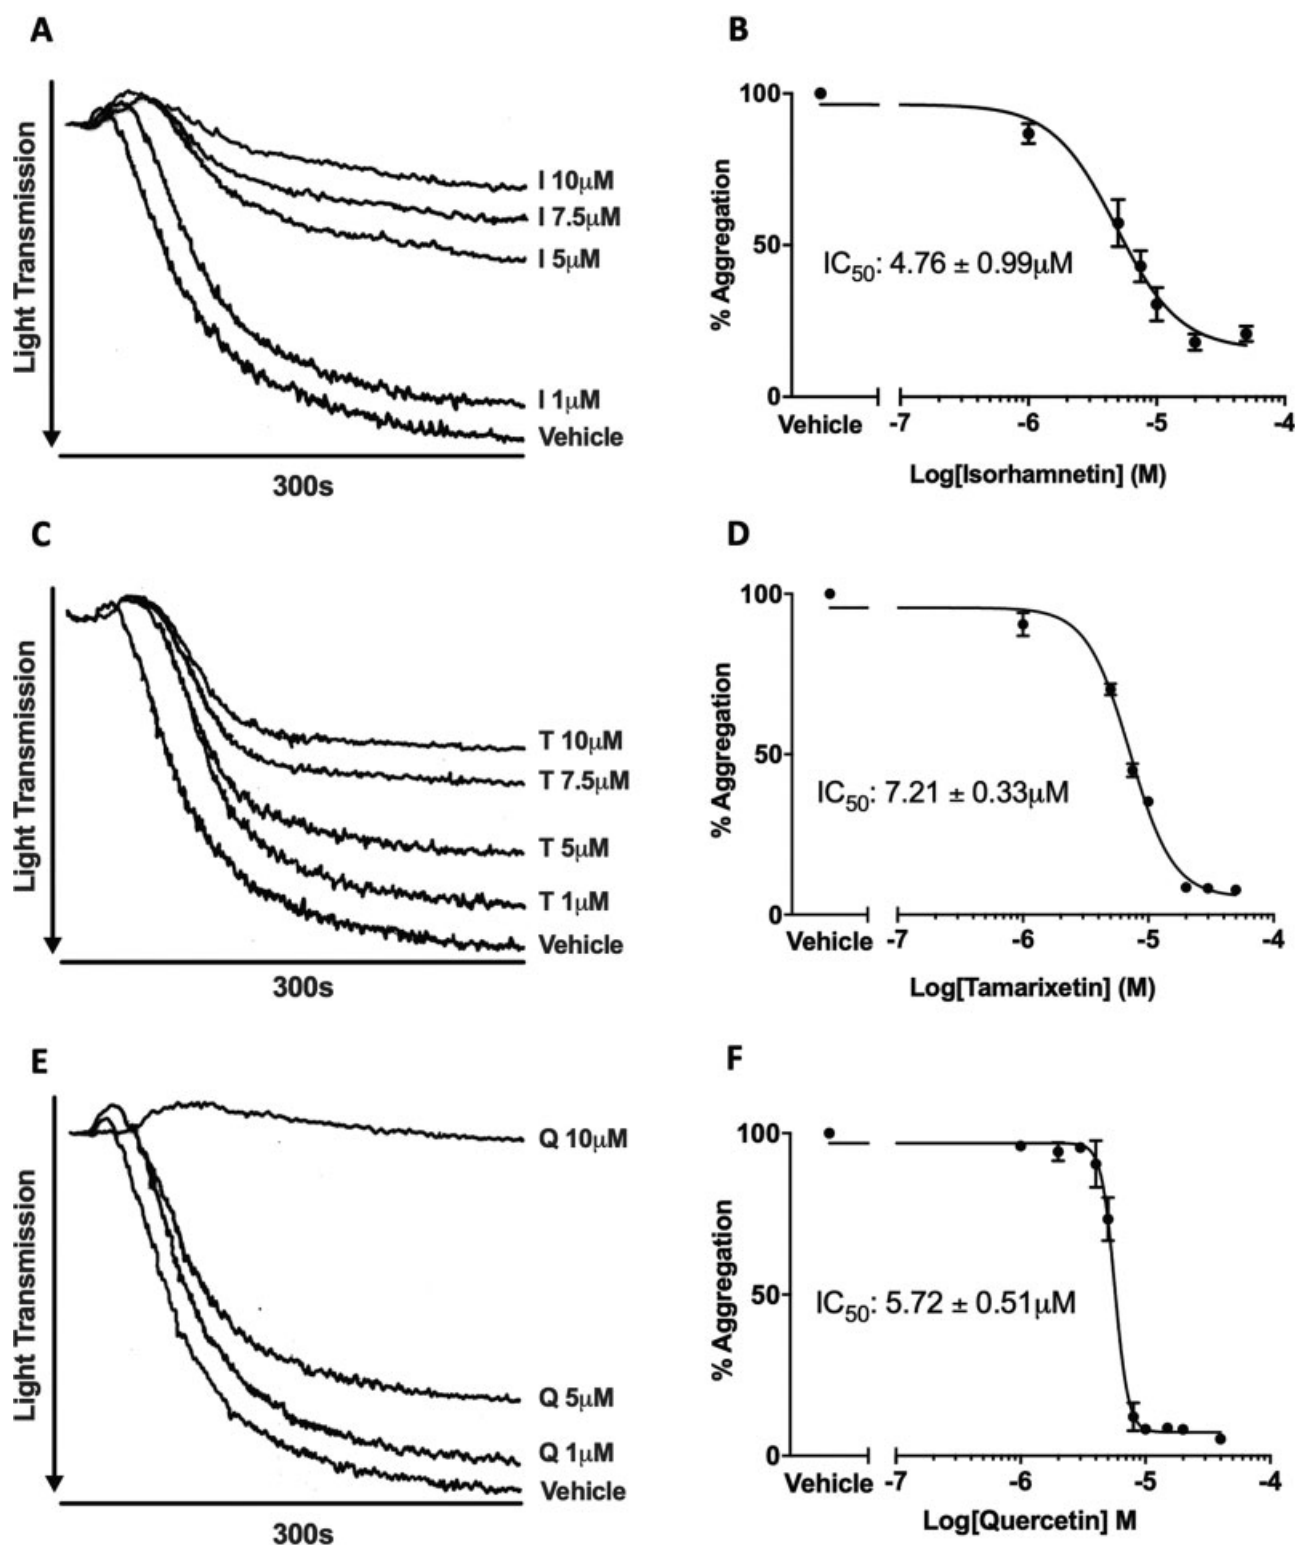 A
Light Transmission
I 10μM
I 7.5μM
I 5μM
I 1μM
Vehicle
300s
B
% Aggregation
100
50
0
IC50: 4.76 ± 0.99μM
Vehicle -7 -6 -5 -4
Log[Isorhamnetin] (M)
C
Light Transmission
T 10μM
T 7.5μM
T 5μM
T 1μM
Vehicle
300s
D
% Aggregation
100
50
0
IC50: 7.21 ± 0.33μM
Vehicle -7 -6 -5 -4
Log[Tamarixetin] (M)
E
Light Transmission
Q 10μM
Q 5μM
Q 1μM
Vehicle
300s
F
% Aggregation
100
50
0
IC50: 5.72 ± 0.51μM
Vehicle -7 -6 -5 -4
Log[Quercetin] M